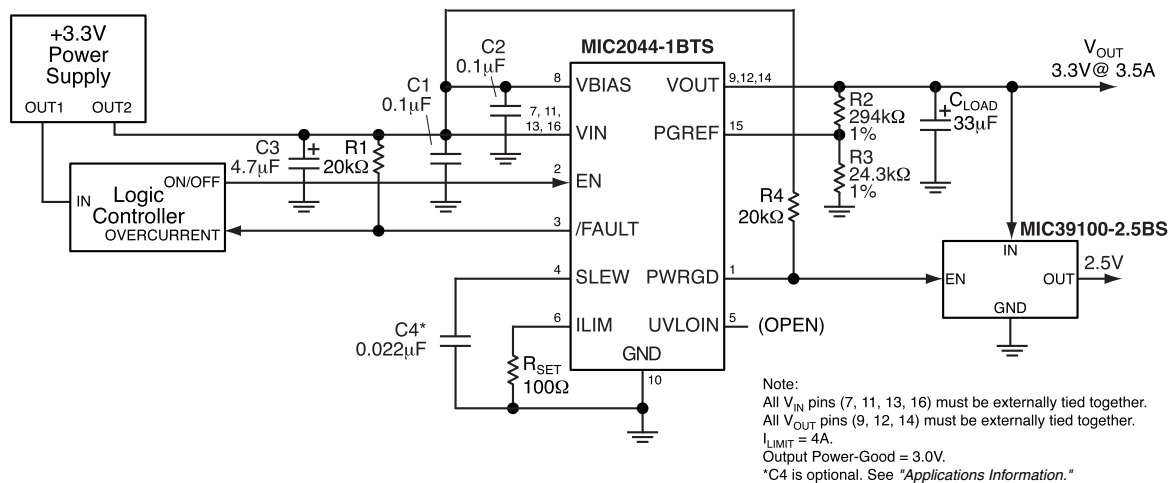 +3.3V
Power
Supply
OUT1
OUT2
C2
0.1µF
C1
0.1µF
C3
4.7µF
+
R1
20kΩ
ON/OFF
IN
Logic
Controller
OVERCURRENT
C4*
0.022µF
RSET
100Ω
MIC2044-1BTS
8
VBIAS
7, 11,
13, 16
VIN
2
EN
3
/FAULT
4
SLEW
6
ILIM
VOUT
9,12,14
PGREF
15
PWRGD
1
UVLOIN
5
(OPEN)
GND
10
R4
20kΩ
R2
294kΩ
1%
R3
24.3kΩ
1%
+
CLOAD
33µF
VOUT
3.3V@ 3.5A
MIC39100-2.5BS
IN
EN
OUT
GND
2.5V
Note:
All VIN pins (7, 11, 13, 16) must be externally tied together.
All VOUT pins (9, 12, 14) must be externally tied together.
ILIMIT = 4A.
Output Power-Good = 3.0V.
*C4 is optional. See "Applications Information."